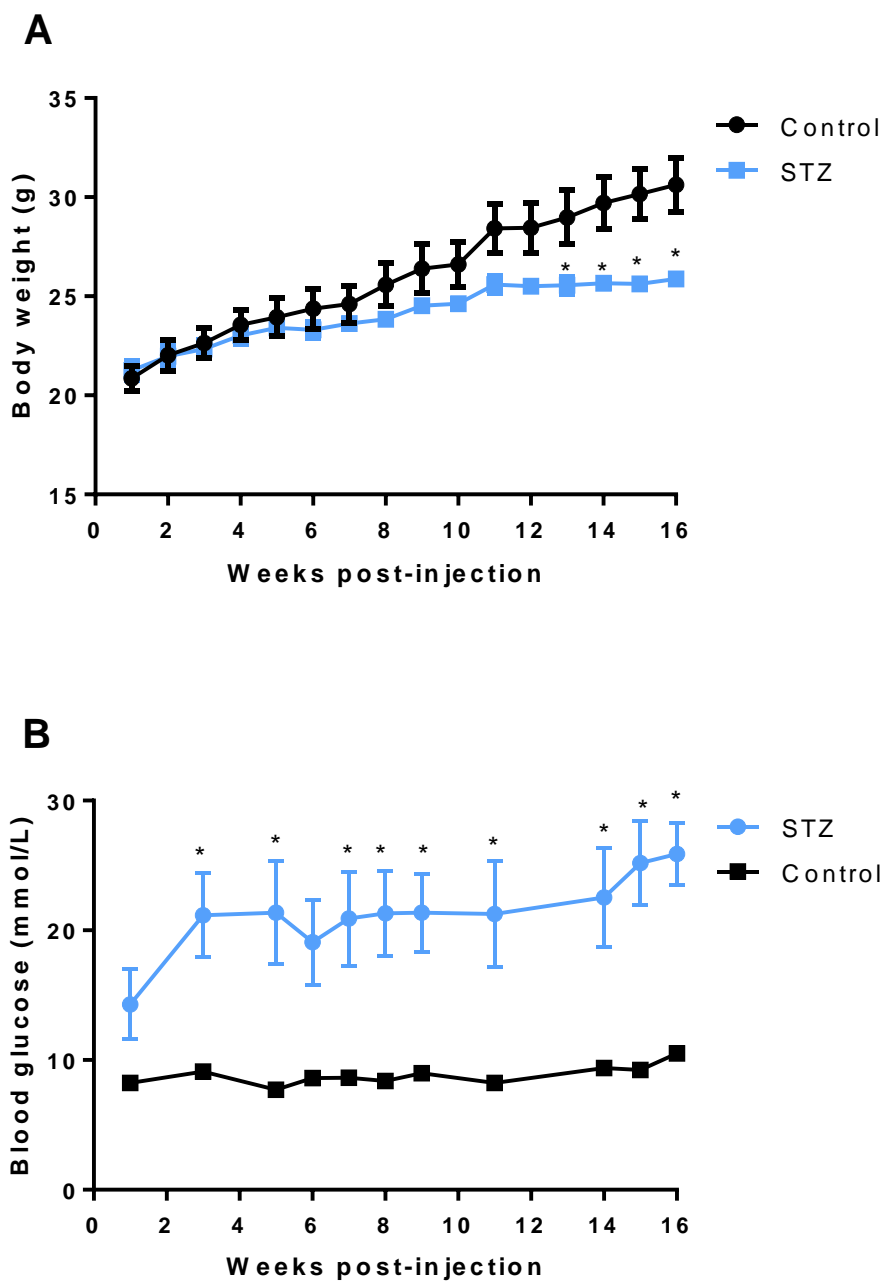 A
Body weight (g)
35
30
25
20
15
Control
STZ
* * * *
0 2 4 6 8 10 12 14 16
Weeks post-injection
B
Blood glucose (mmol/L)
30
20
10
0
STZ
Control
* * * * * * * * *
0 2 4 6 8 10 12 14 16
Weeks post-injection